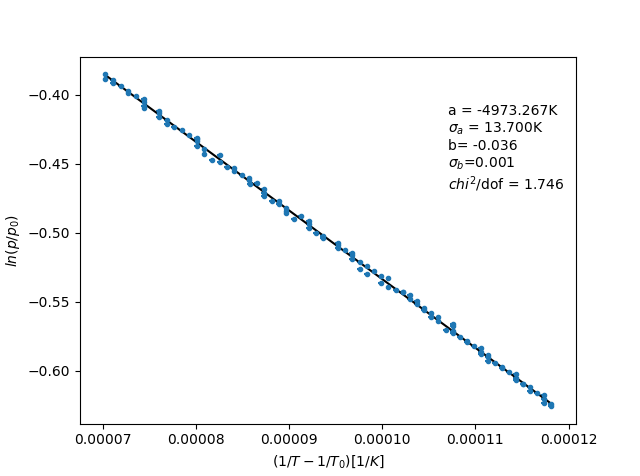 a = -4973.267K
σₐ = 13.700K
b= -0.036
σ_b=0.001
chi²/dof = 1.746
−0.40
−0.45
−0.50
−0.55
−0.60
ln(p/p₀)
0.00007 0.00008 0.00009 0.00010 0.00011 0.00012
(1/T − 1/T₀)[1/K]